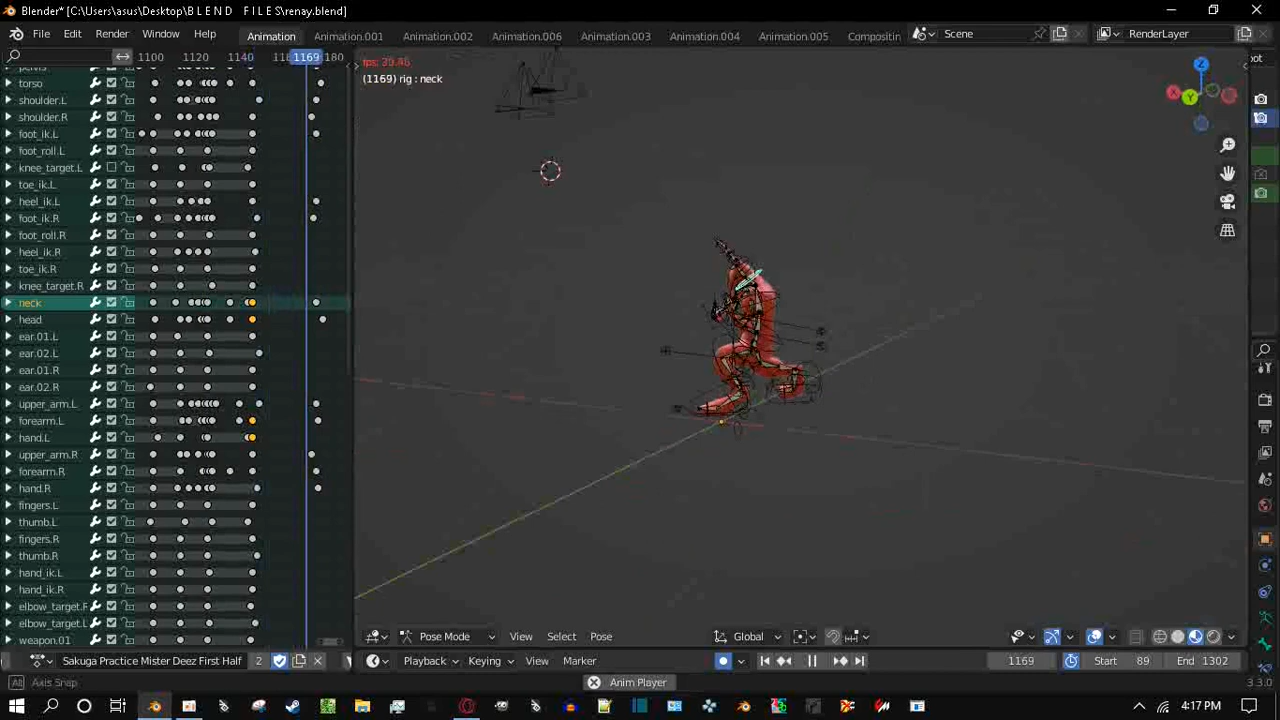 Blender* [C:\Users\asus\Desktop\B L E N D   F I L E S\renay.blend]
File Edit Render Window Help Animation Animation.001 Animation.002 Animation.006 Animation.003 Animation.004 Animation.005 Compositin Scene RenderLayer
1100 1120 1140 1169 180
fps: 39.46
(1169) rig : neck
pelvis
torso
shoulder.L
shoulder.R
foot_ik.L
foot_roll.L
knee_target.L
toe_ik.L
heel_ik.L
foot_ik.R
foot_roll.R
heel_ik.R
toe_ik.R
knee_target.R
neck
head
ear.01.L
ear.02.L
ear.01.R
ear.02.R
upper_arm.L
forearm.L
hand.L
upper_arm.R
forearm.R
hand.R
fingers.L
thumb.L
fingers.R
thumb.R
hand_ik.L
hand_ik.R
elbow_target.F
elbow_target.L
weapon.01
Z
Y
Pose Mode View Select Pose Global
Sakuga Practice Mister Deez First Half 2 Playback Keying View Marker 1169 Start 89 End 1302
Alt Axis Snap Anim Player 3.3.0
4:17 PM